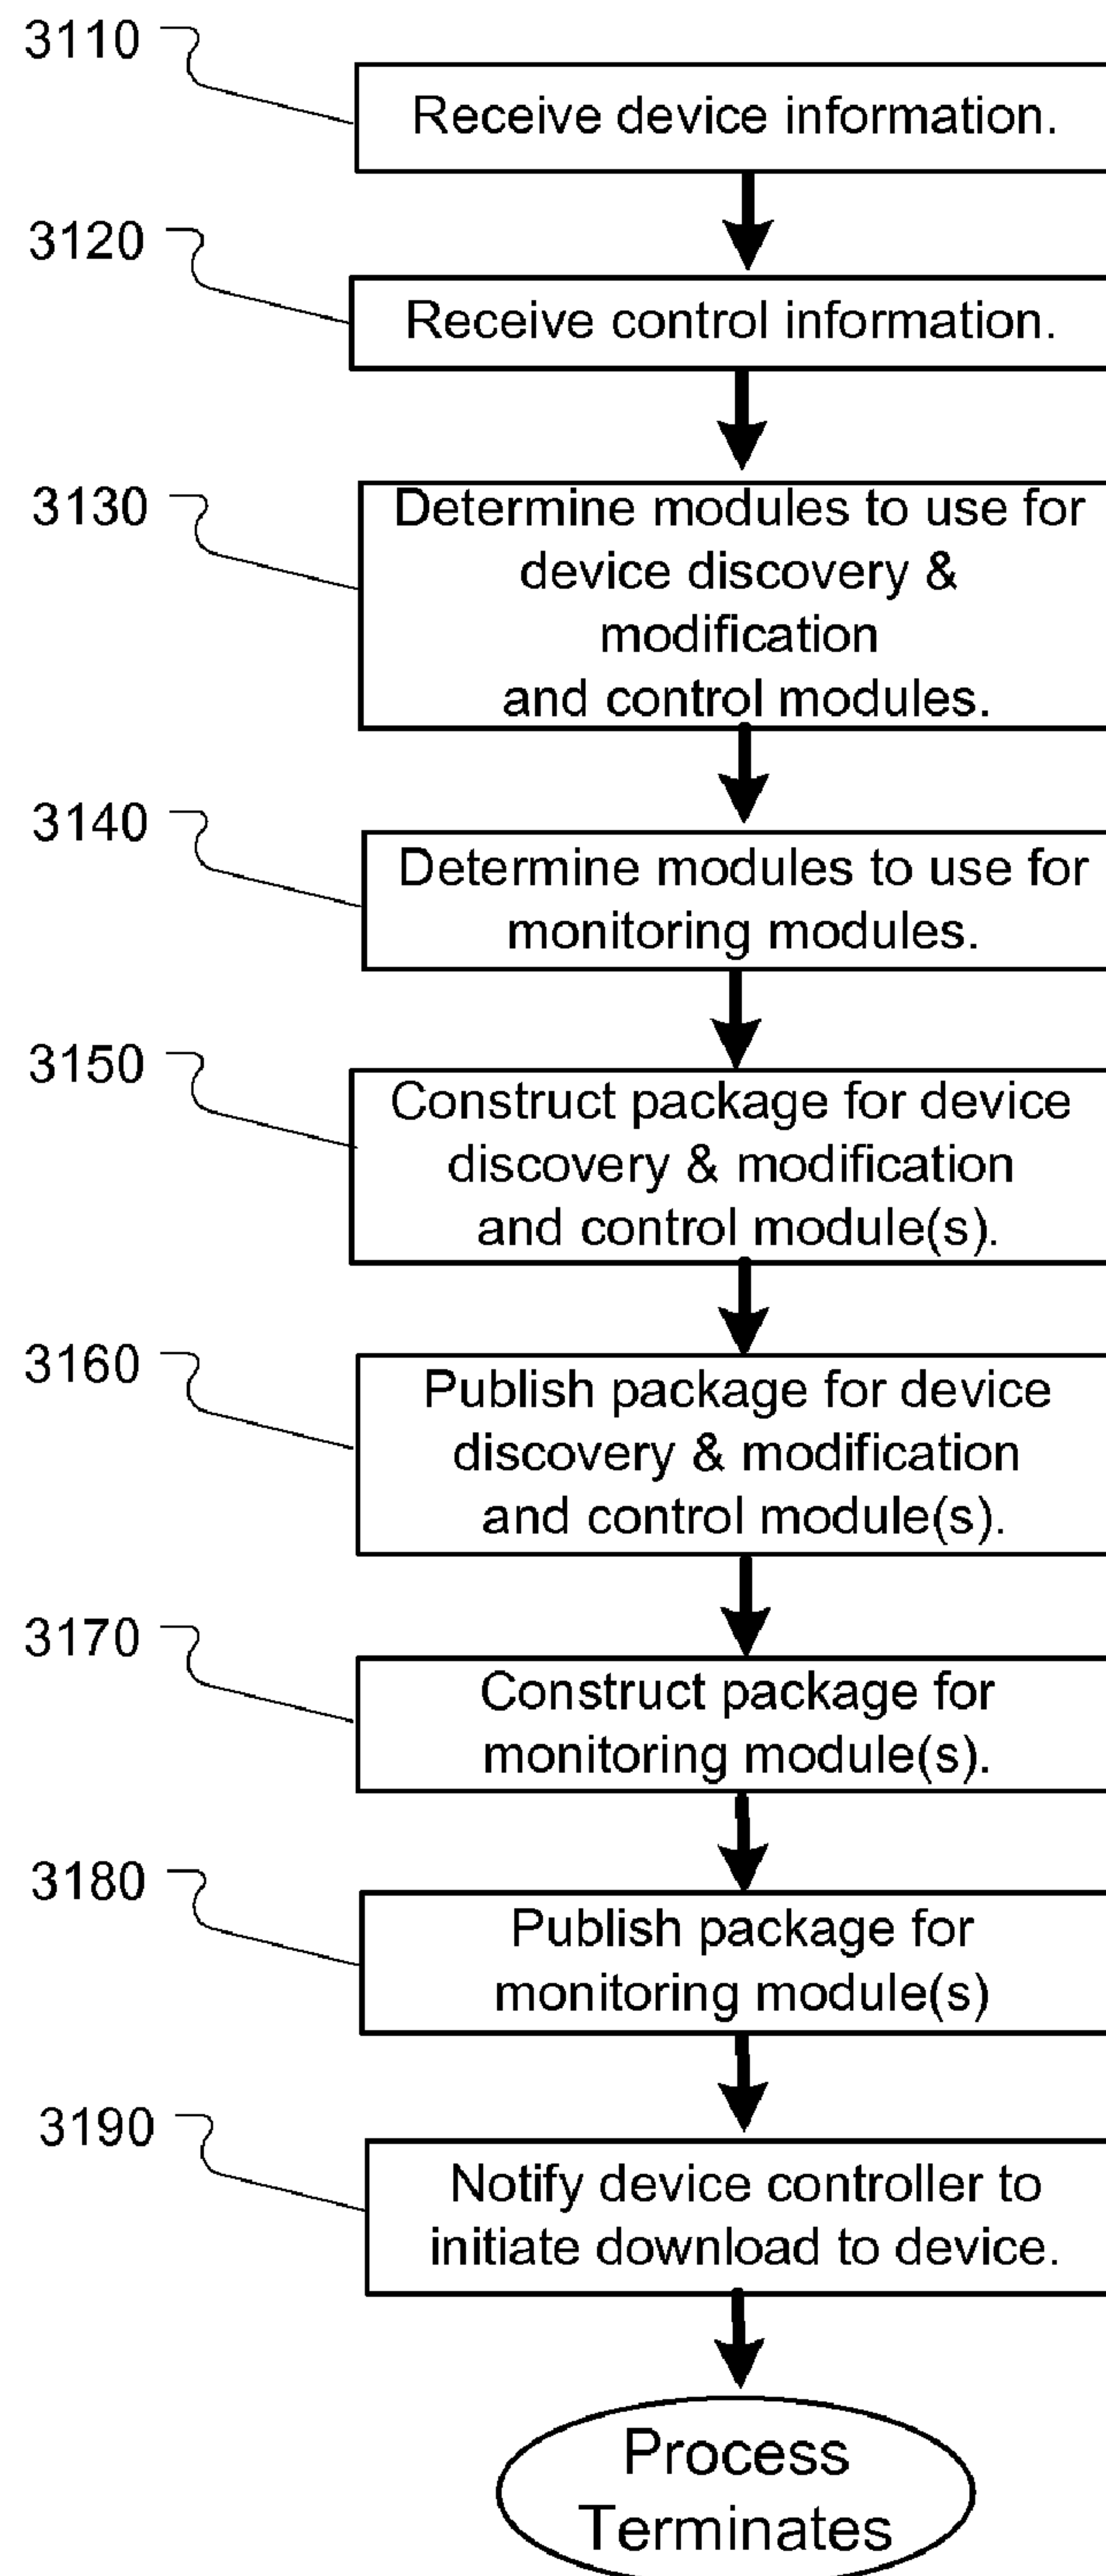 3110
Receive device information.
3120
Receive control information.
3130
Determine modules to use for
device discovery &
modification
and control modules.
3140
Determine modules to use for
monitoring modules.
3150
Construct package for device
discovery & modification
and control module(s).
3160
Publish package for device
discovery & modification
and control module(s).
3170
Construct package for
monitoring module(s).
3180
Publish package for
monitoring module(s)
3190
Notify device controller to
initiate download to device.
Process
Terminates